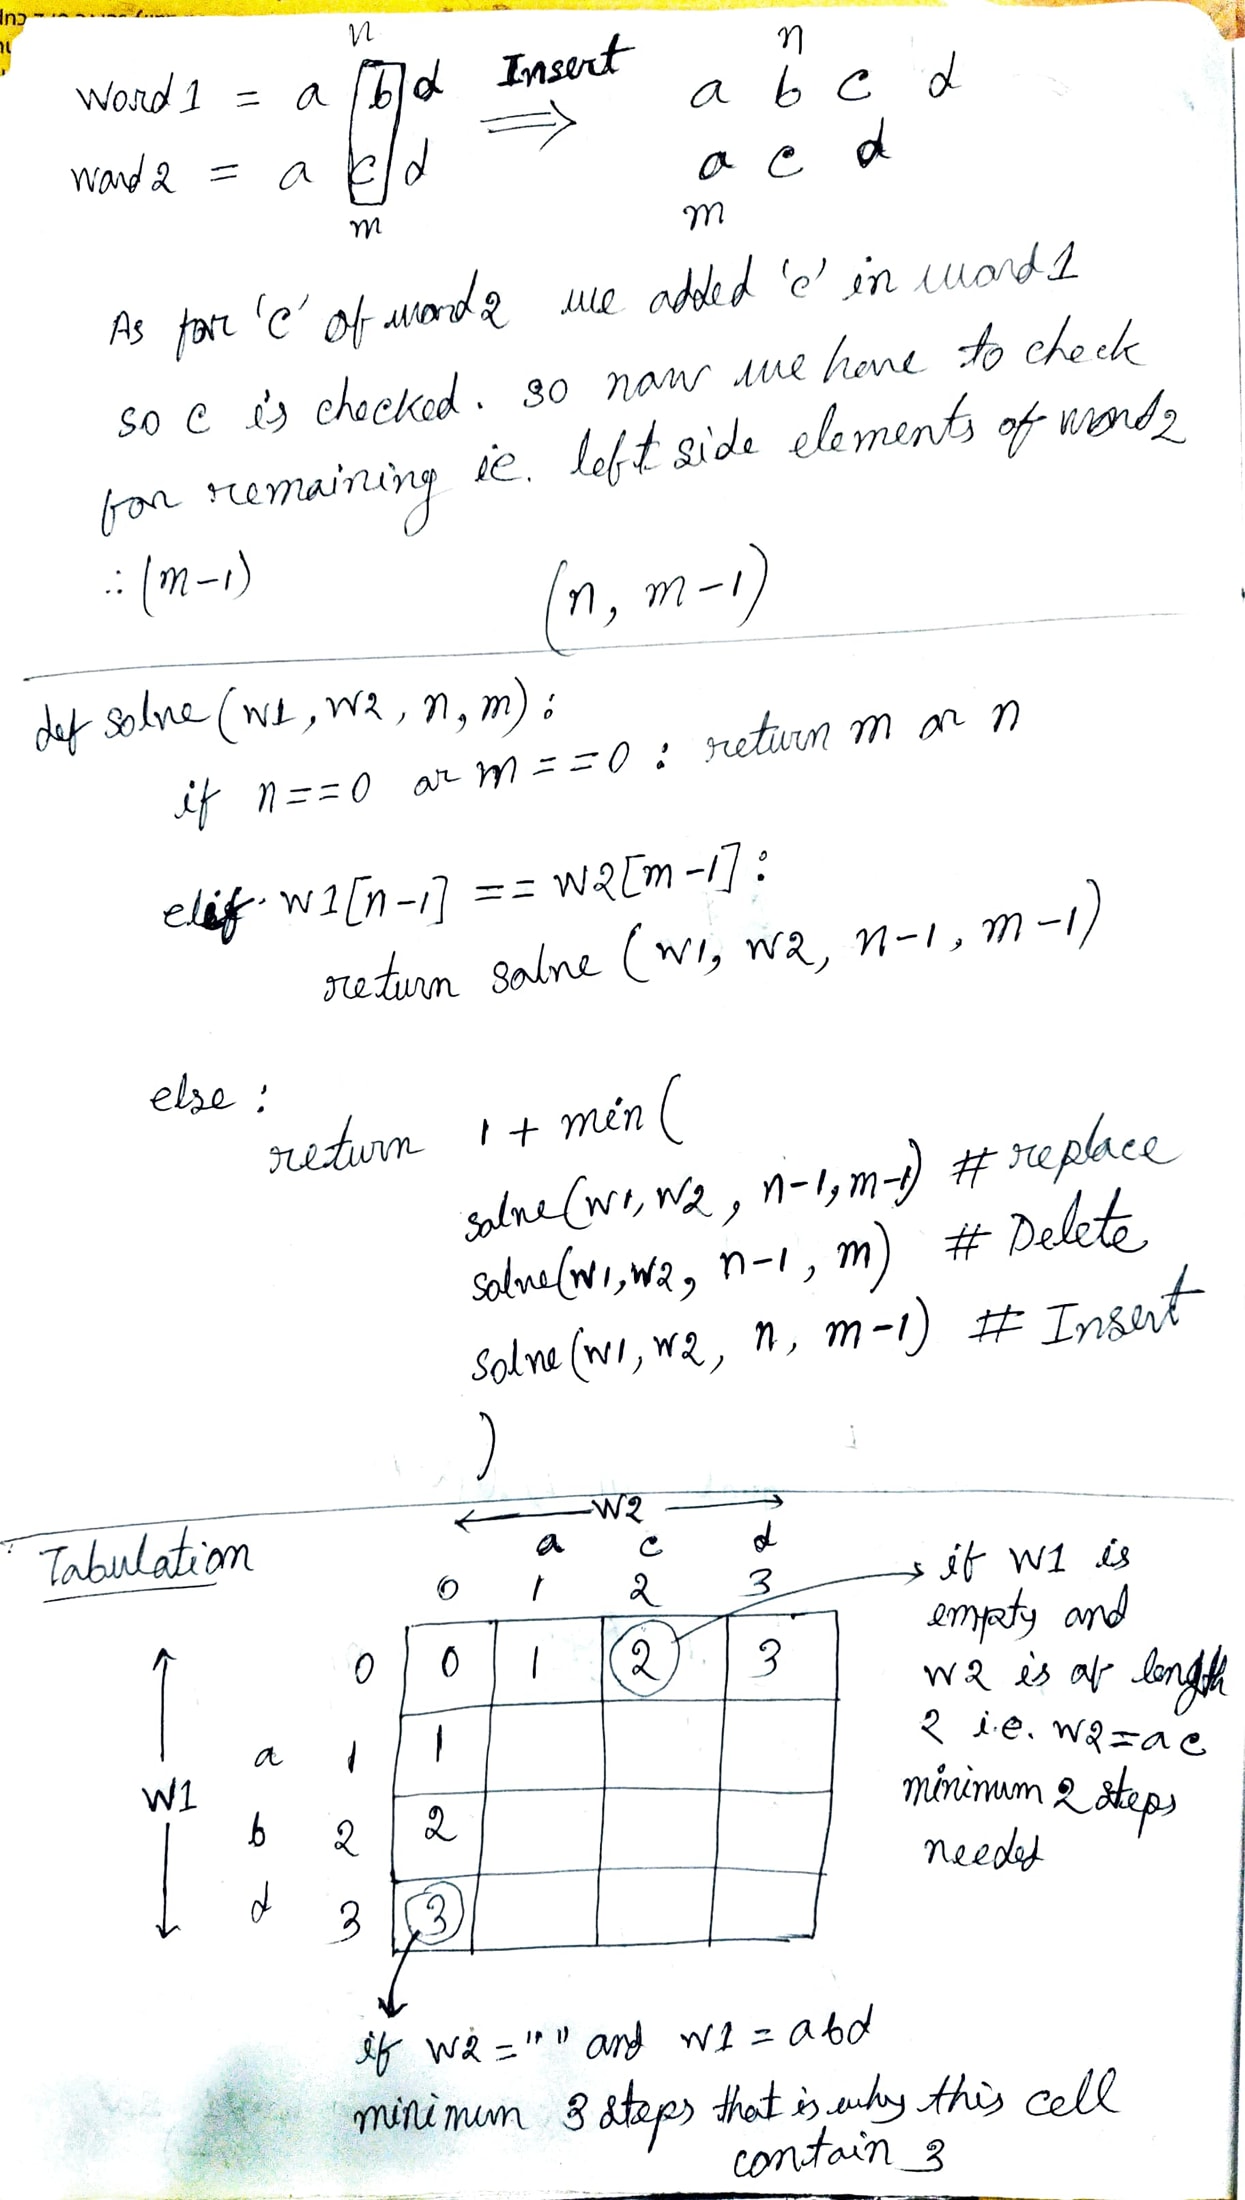 n
Word 1 = a b d Insert
word 2 = a c d
m
n
a b c d
a c d
m
As for 'c' of word 2 we added 'c' in word 1
so c is checked. so now we have to check
for remaining ie. left side elements of word 2
∴ (m-1) (n, m-1)
def solve (w1, w2, n, m) :
if n==0 or m==0 : return m or n
elif w1[n-1] == w2[m-1] :
return solve (w1, w2, n-1, m-1)
else :
return 1 + min (
solve (w1, w2, n-1, m-1) # replace
solve (w1, w2, n-1, m) # Delete
solve (w1, w2, n, m-1) # Insert
)
Tabulation
W2
a c d
0 1 2 3
0 0 1 2 3
a 1 1
W1
b 2 2
d 3 3
if w1 is
empty and
w2 is of length
2 i.e. w2=ac
minimum 2 steps
needed
if w2="" and w1=abd
minimum 3 steps that is why this cell
contain 3